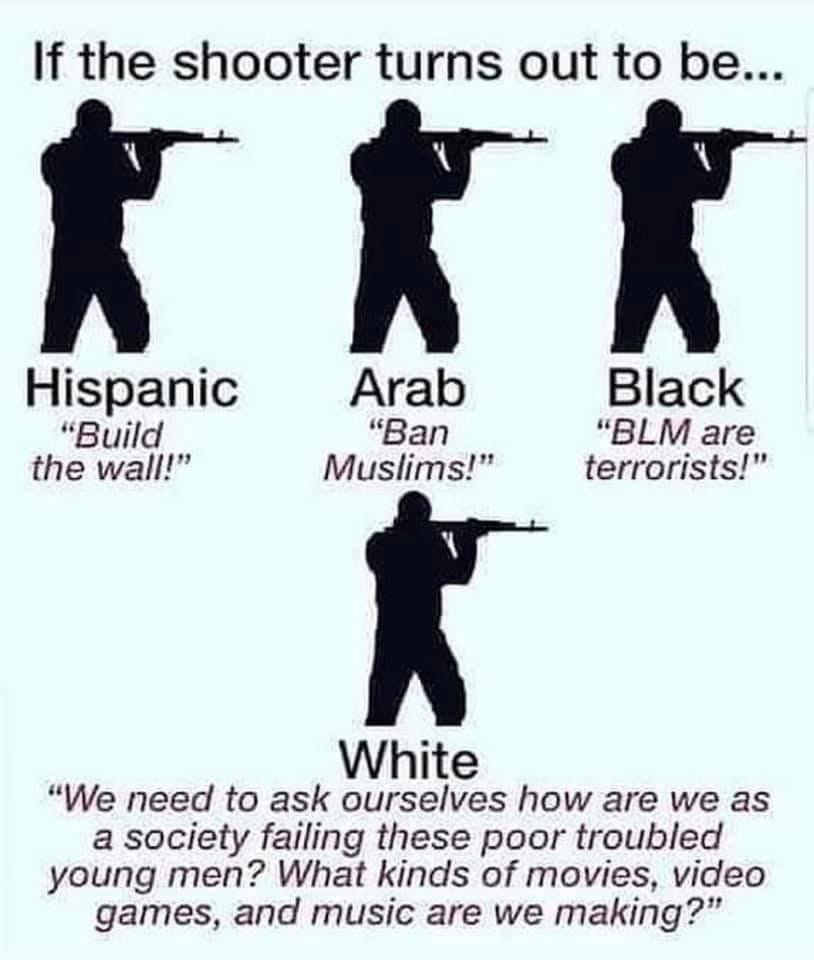 If the shooter turns out to be...
Hispanic
“Build
the wall!”
Arab
“Ban
Muslims!”
Black
“BLM are
terrorists!”
White
“We need to ask ourselves how are we as
a society failing these poor troubled
young men? What kinds of movies, video
games, and music are we making?”